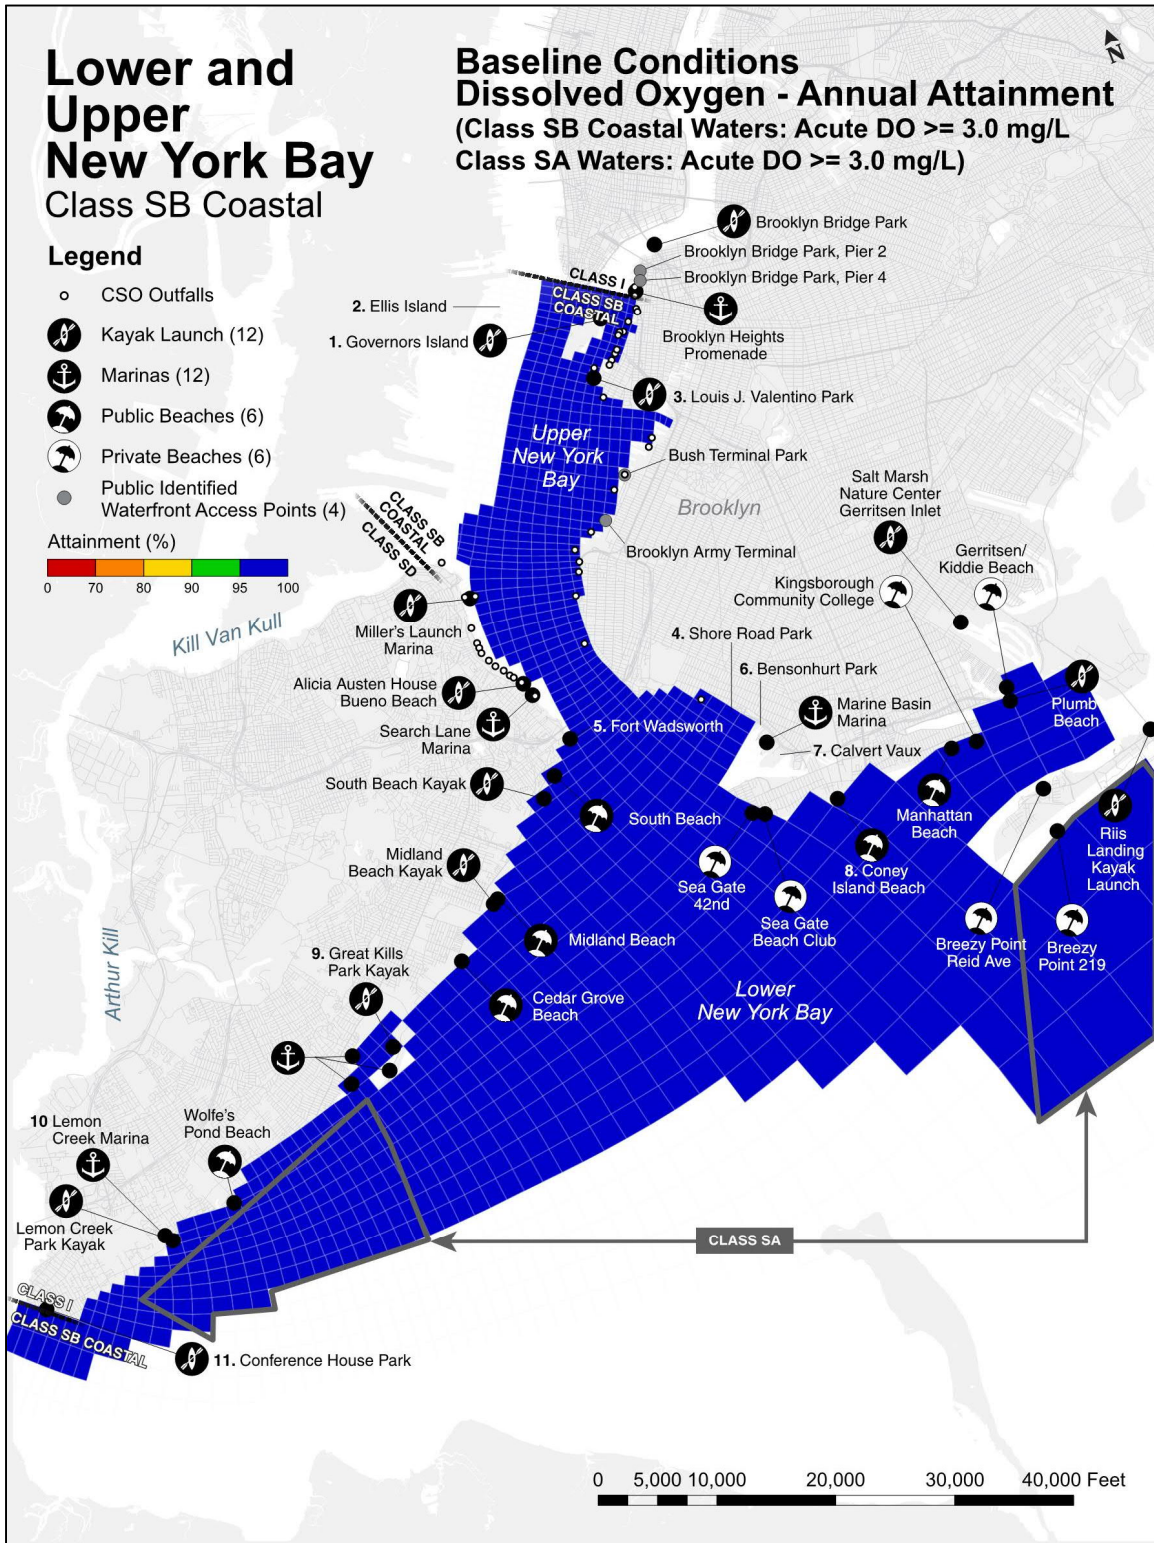 Lower and
Upper
New York Bay
Class SB Coastal
Baseline Conditions
Dissolved Oxygen - Annual Attainment
(Class SB Coastal Waters: Acute DO >= 3.0 mg/L
Class SA Waters: Acute DO >= 3.0 mg/L)
N
Legend
CSO Outfalls
Kayak Launch (12)
Marinas (12)
Public Beaches (6)
Private Beaches (6)
Public Identified
Waterfront Access Points (4)
Attainment (%)
0 70 80 90 95 100
Brooklyn Bridge Park
Brooklyn Bridge Park, Pier 2
Brooklyn Bridge Park, Pier 4
CLASS I
CLASS SB
COASTAL
2. Ellis Island
1. Governors Island
Brooklyn Heights
Promenade
3. Louis J. Valentino Park
Upper
New York
Bay
Bush Terminal Park
Brooklyn
Salt Marsh
Nature Center
Gerritsen Inlet
CLASS SB
COASTAL
CLASS SD
Brooklyn Army Terminal
Gerritsen/
Kiddie Beach
Kingsborough
Community College
Kill Van Kull
Miller's Launch
Marina
4. Shore Road Park
6. Bensonhurt Park
Alicia Austen House
Bueno Beach
Marine Basin
Marina
Plumb
Beach
Search Lane
Marina
5. Fort Wadsworth
7. Calvert Vaux
South Beach Kayak
South Beach
Manhattan
Beach
Riis
Landing
Kayak
Launch
Midland
Beach Kayak
Sea Gate
42nd
8. Coney
Island Beach
Sea Gate
Beach Club
Breezy Point
Reid Ave
Breezy
Point 219
Arthur Kill
9. Great Kills
Park Kayak
Midland Beach
Cedar Grove
Beach
Lower
New York Bay
10 Lemon
Creek Marina
Wolfe's
Pond Beach
Lemon Creek
Park Kayak
CLASS SA
CLASS I
CLASS SB COASTAL
11. Conference House Park
0 5,000 10,000 20,000 30,000 40,000 Feet